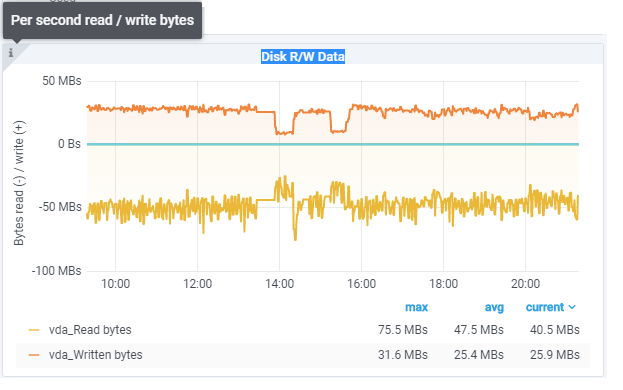 Per second read / write bytes
i
Disk R/W Data
Bytes read (-) / write (+)
50 MBs
0 Bs
-50 MBs
-100 MBs
10:00 12:00 14:00 16:00 18:00 20:00
max avg current
vda_Read bytes 75.5 MBs 47.5 MBs 40.5 MBs
vda_Written bytes 31.6 MBs 25.4 MBs 25.9 MBs